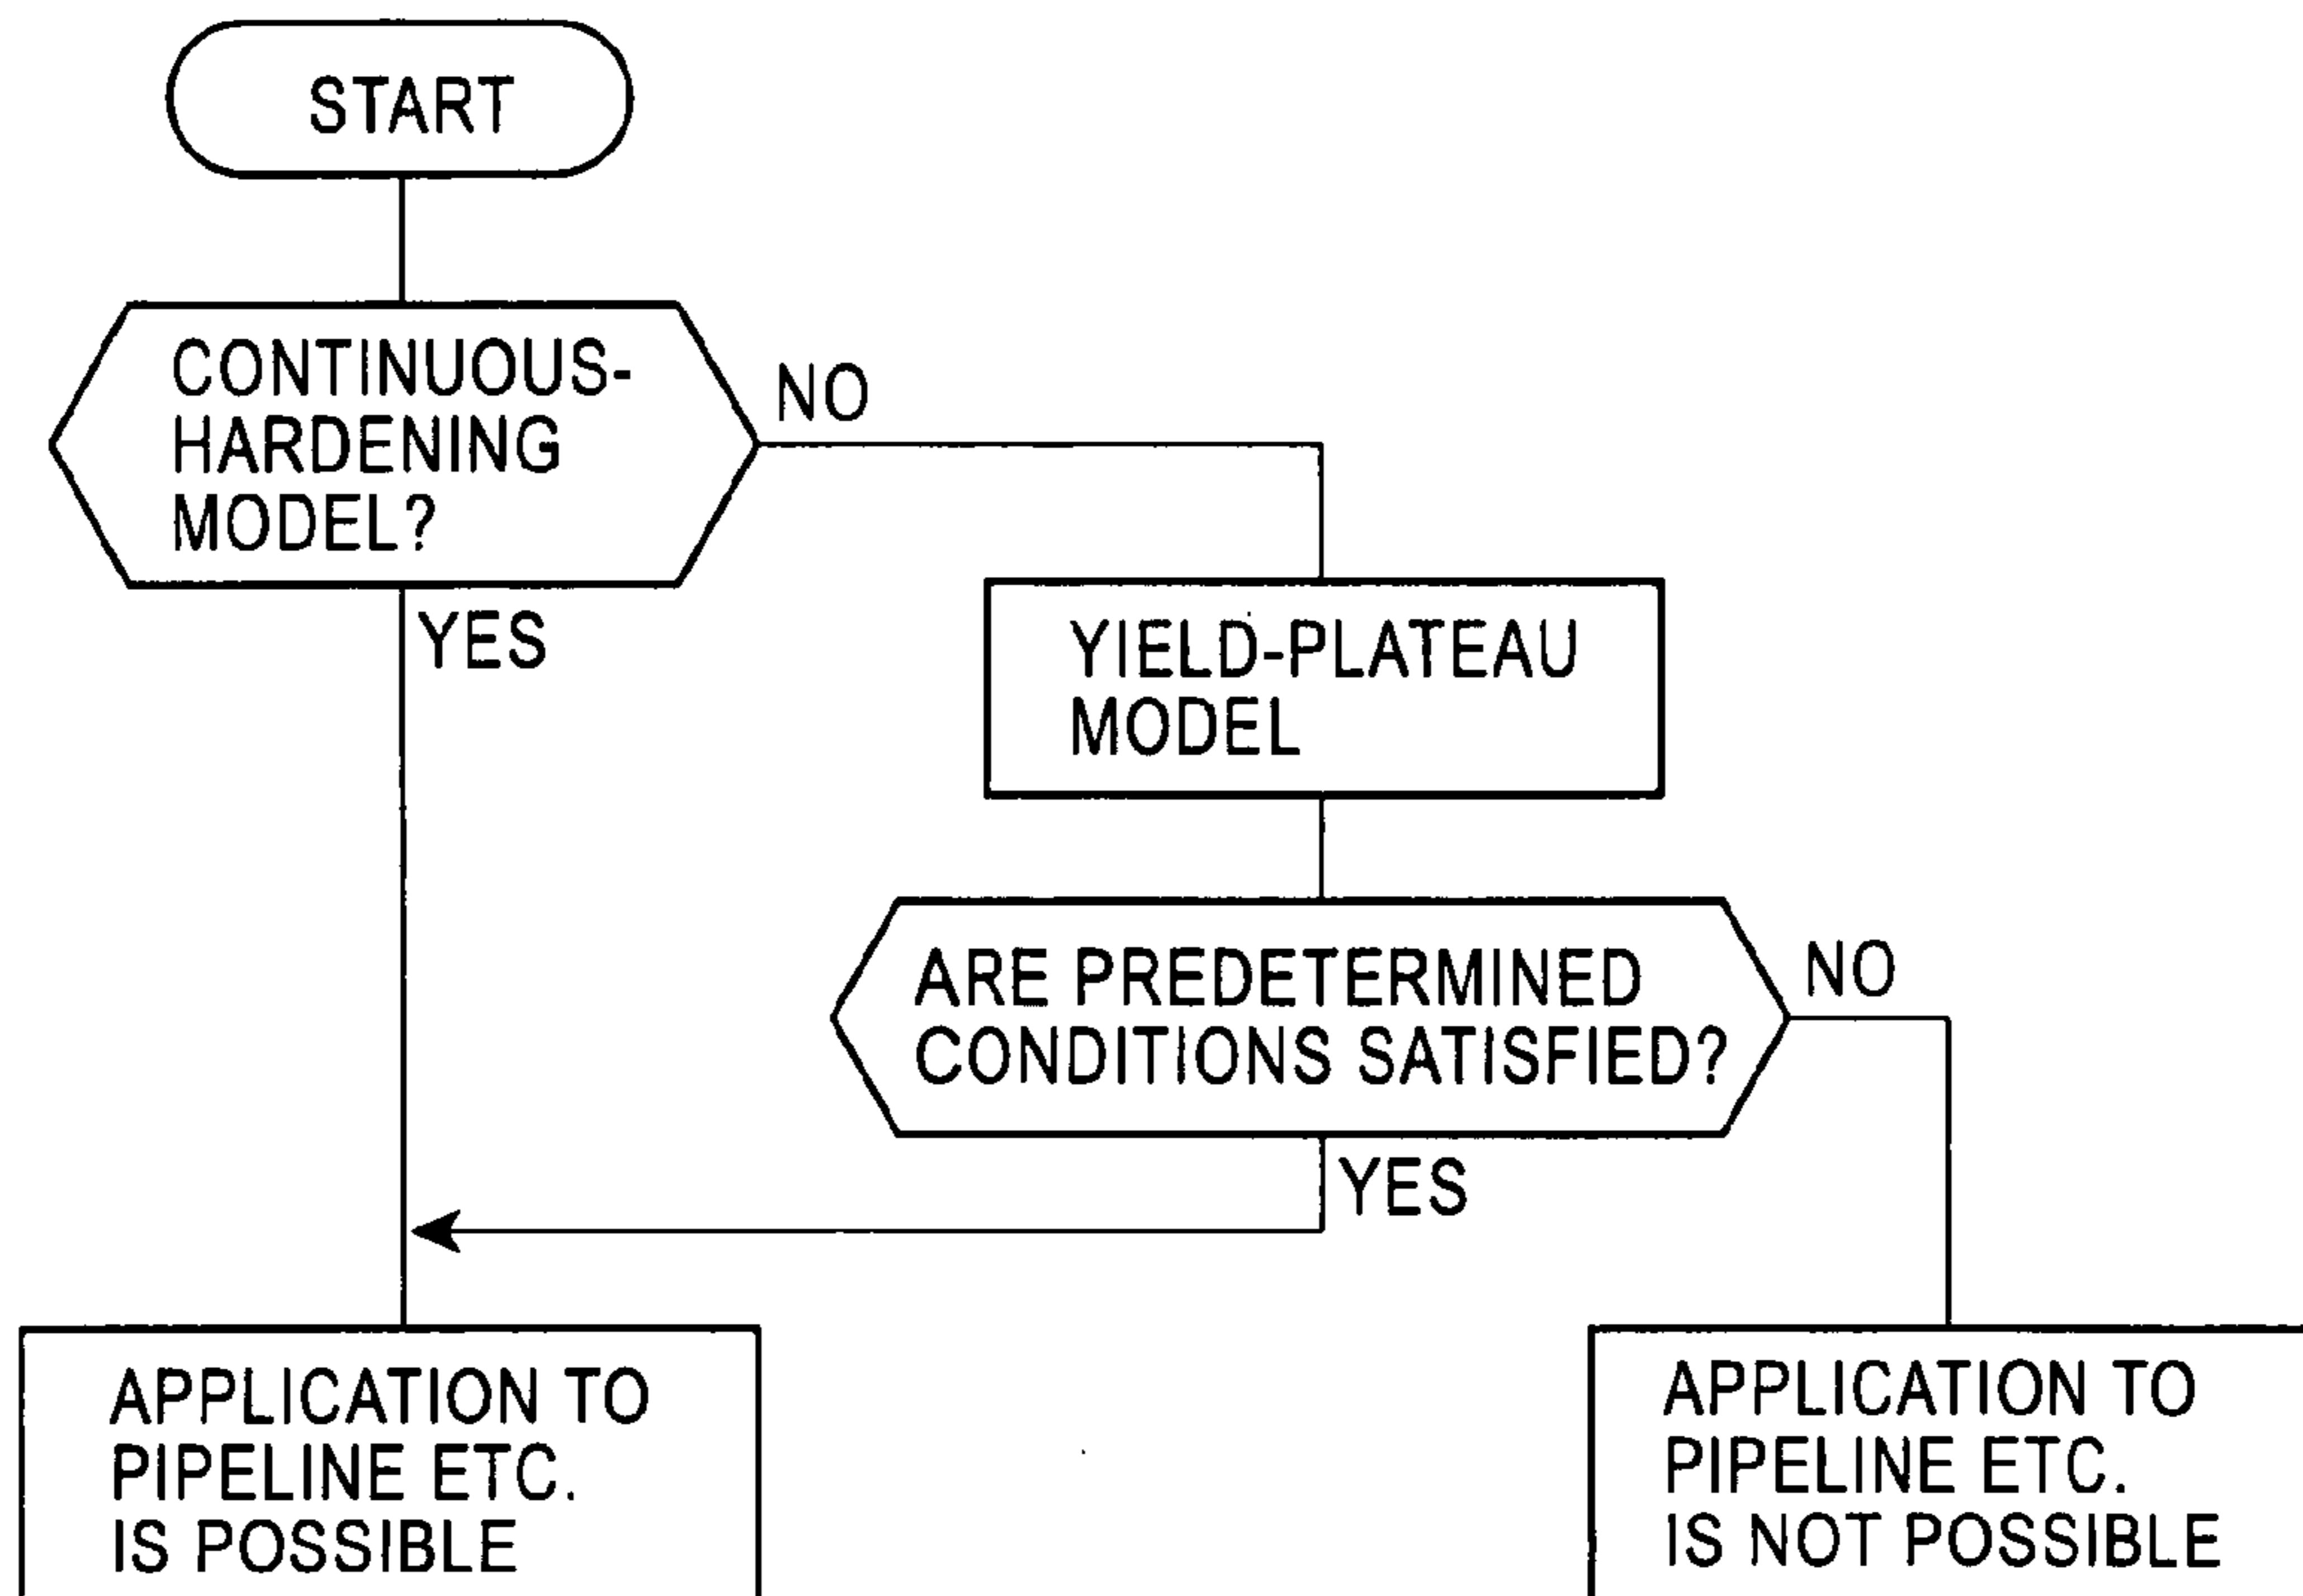 START
CONTINUOUS-
HARDENING
MODEL?
NO
YES
YIELD-PLATEAU
MODEL
ARE PREDETERMINED
CONDITIONS SATISFIED?
NO
YES
APPLICATION TO
PIPELINE ETC.
IS POSSIBLE
APPLICATION TO
PIPELINE ETC.
IS NOT POSSIBLE